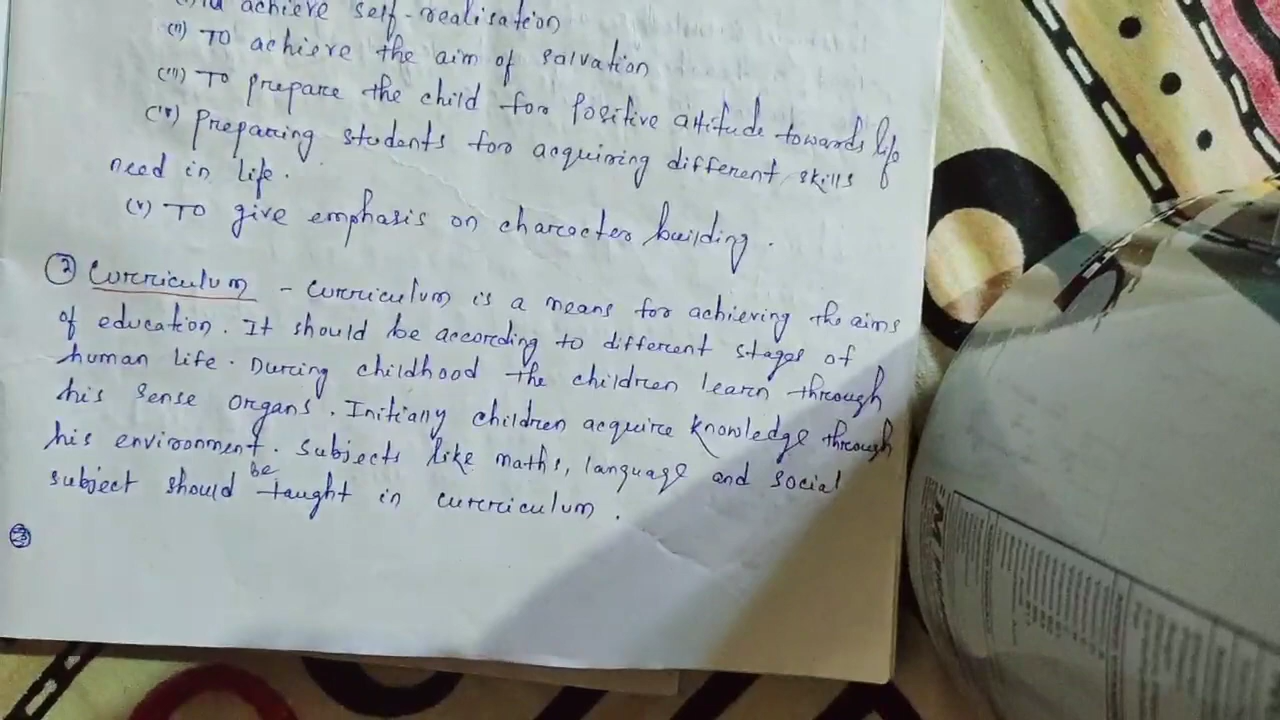 achieve self-realisation
(ii) To achieve the aim of salvation
(iii) To prepare the child for positive attitude towards life
(iv) Preparing students for acquiring different skills
need in life.
(v) To give emphasis on character building.
② Curriculum - Curriculum is a means for achieving the aims
of education. It should be according to different stages of
human life. During childhood the children learn through
his sense organs. Initially children acquire knowledge through
his environment. Subjects like maths, language and social
subject should be taught in curriculum.